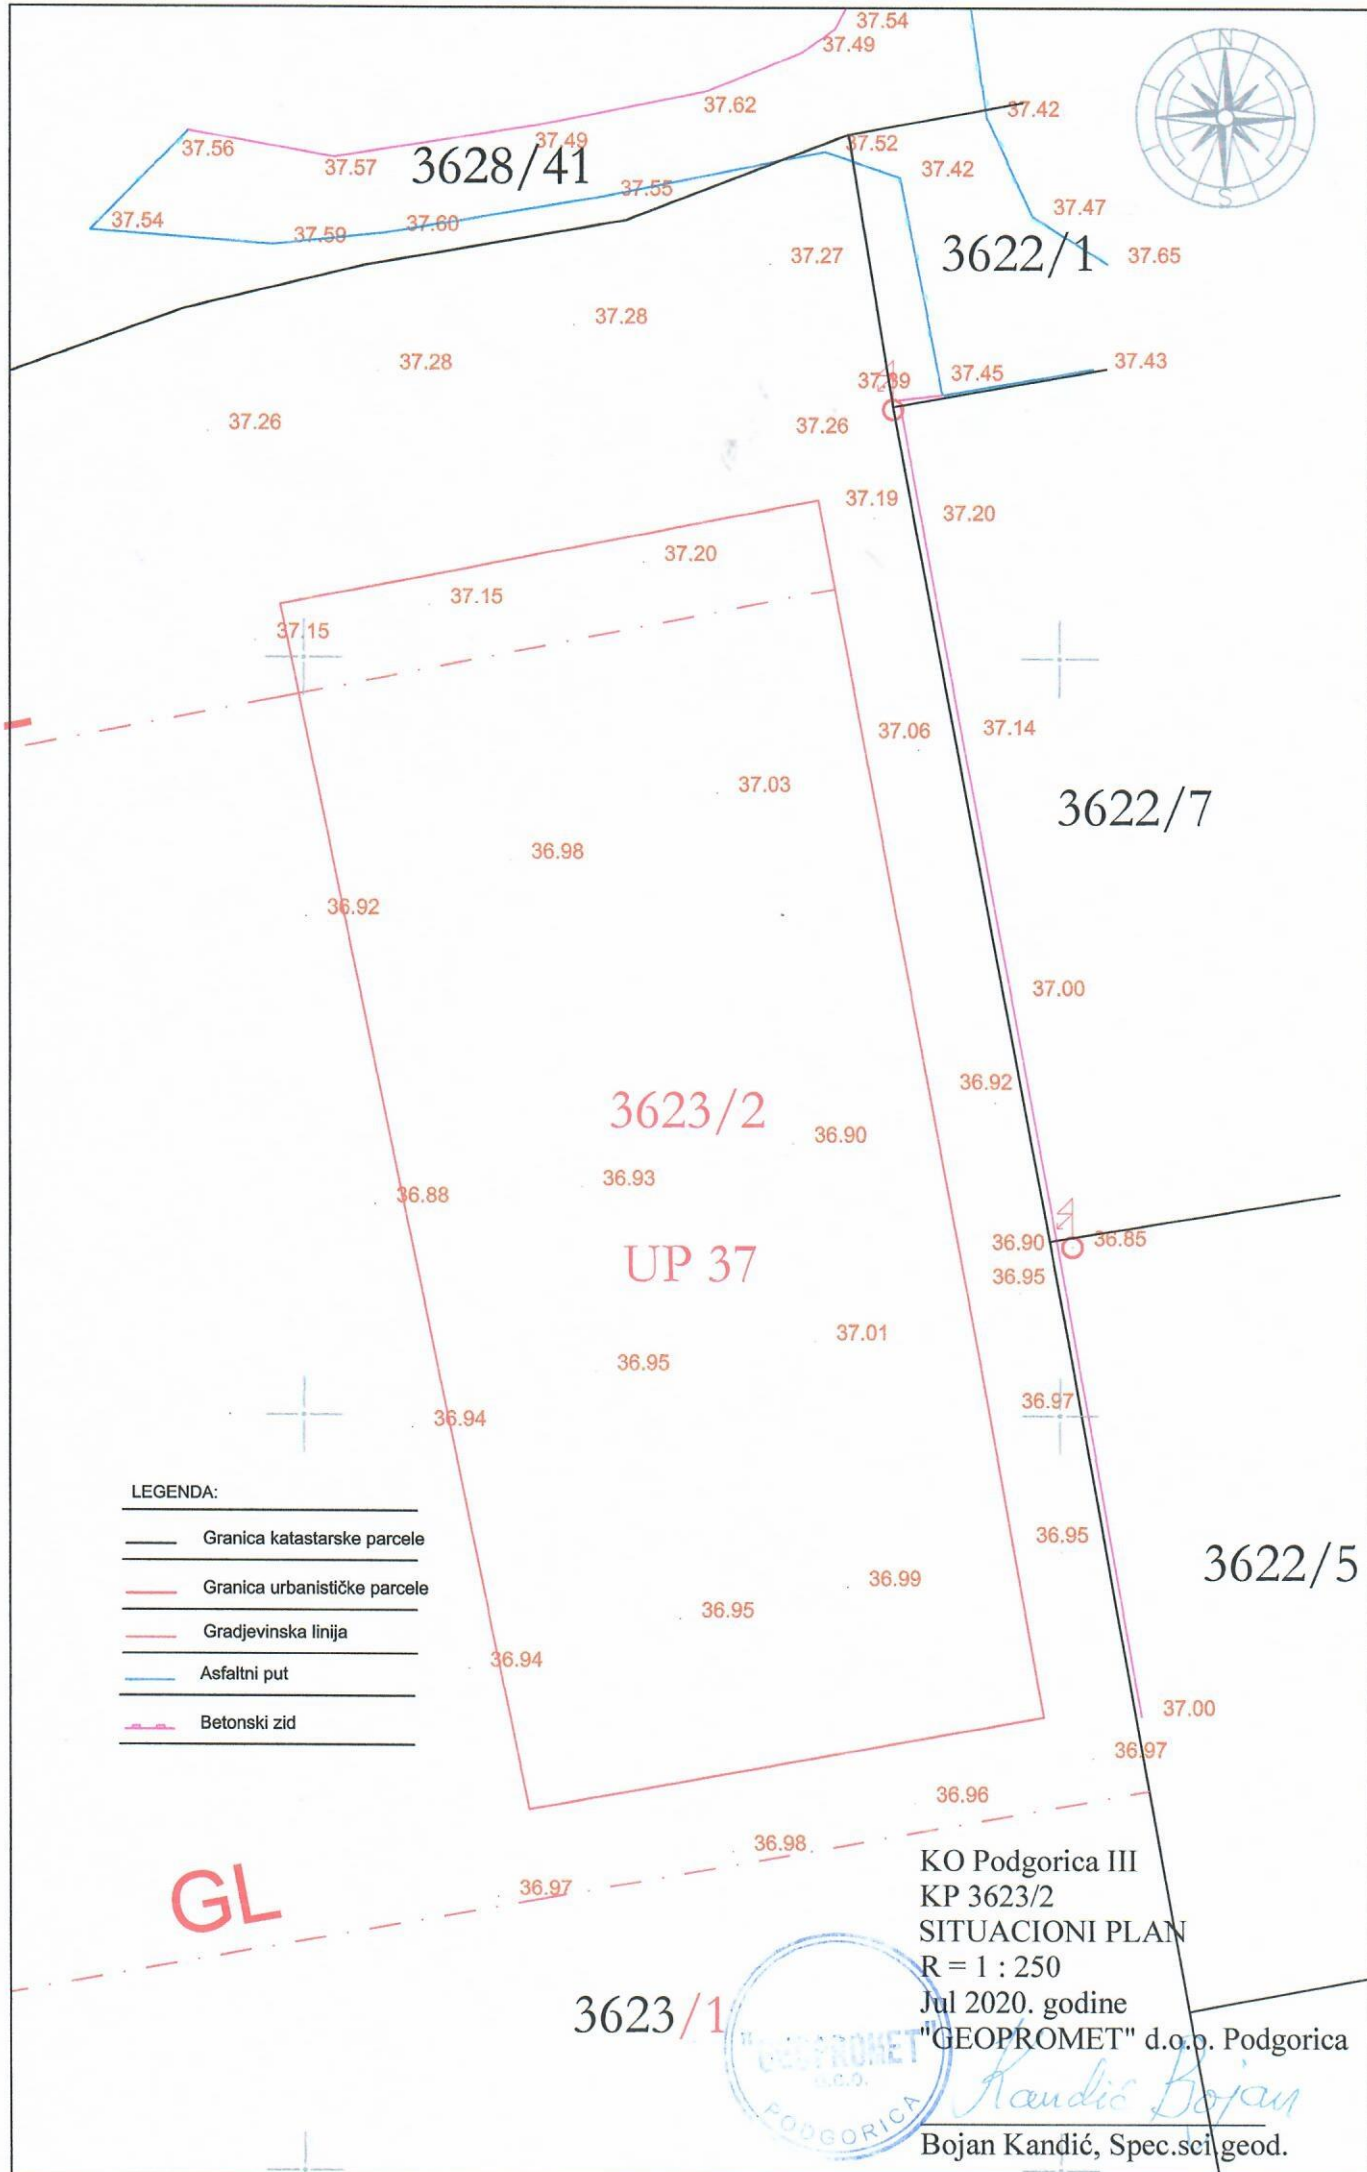 37.54
37.49
N
37.62
37.42
37.56
37.57
37.49
3628/41
37.52
37.42
37.55
S
37.54
37.59
37.60
37.47
37.27
3622/1
37.65
37.28
37.28
37.43
37.39
37.45
37.26
37.26
37.19
37.20
37.20
37.15
37.15
37.06
37.14
37.03
3622/7
36.98
36.92
37.00
36.92
3623/2
36.90
36.93
36.88
36.90
36.85
UP 37
36.95
37.01
36.95
36.97
36.94
LEGENDA:
Granica katastarske parcele
Granica urbanističke parcele
Gradjevinska linija
Asfaltni put
Betonski zid
36.95
3622/5
36.99
36.95
36.94
37.00
36.97
36.96
36.98
36.97
GL
KO Podgorica III
KP 3623/2
SITUACIONI PLAN
R = 1 : 250
Jul 2020. godine
"GEOPROMET" d.o.o. Podgorica
3623/1
"GEOPROMET"
D.O.O.
PODGORICA
Kandić Bojan
Bojan Kandić, Spec.sci.geod.